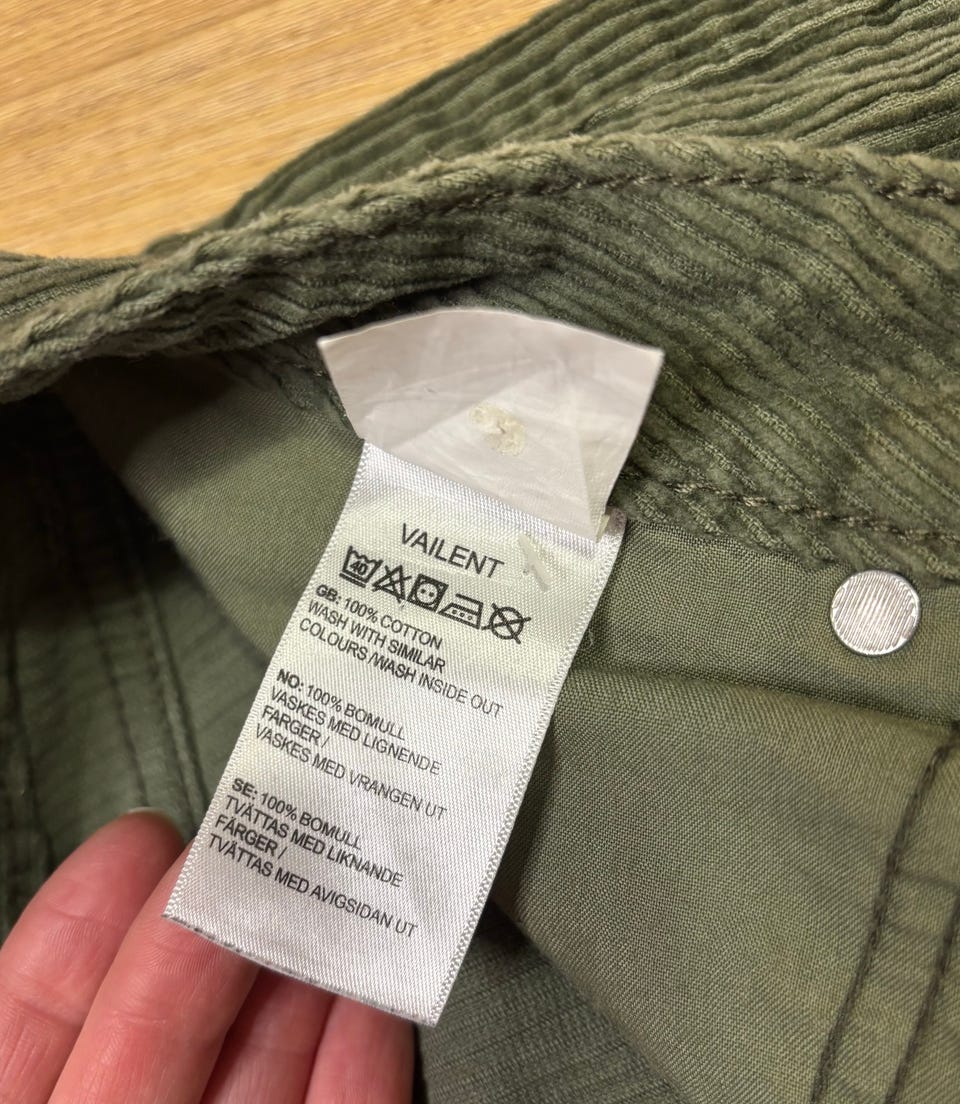 VAILENT
40
GB: 100% COTTON
WASH WITH SIMILAR
COLOURS /WASH INSIDE OUT
NO: 100% BOMULL
VASKES MED LIGNENDE
FARGER /
VASKES MED VRANGEN UT
SE: 100% BOMULL
TVÄTTAS MED LIKNANDE
FÄRGER /
TVÄTTAS MED AVIGSIDAN UT